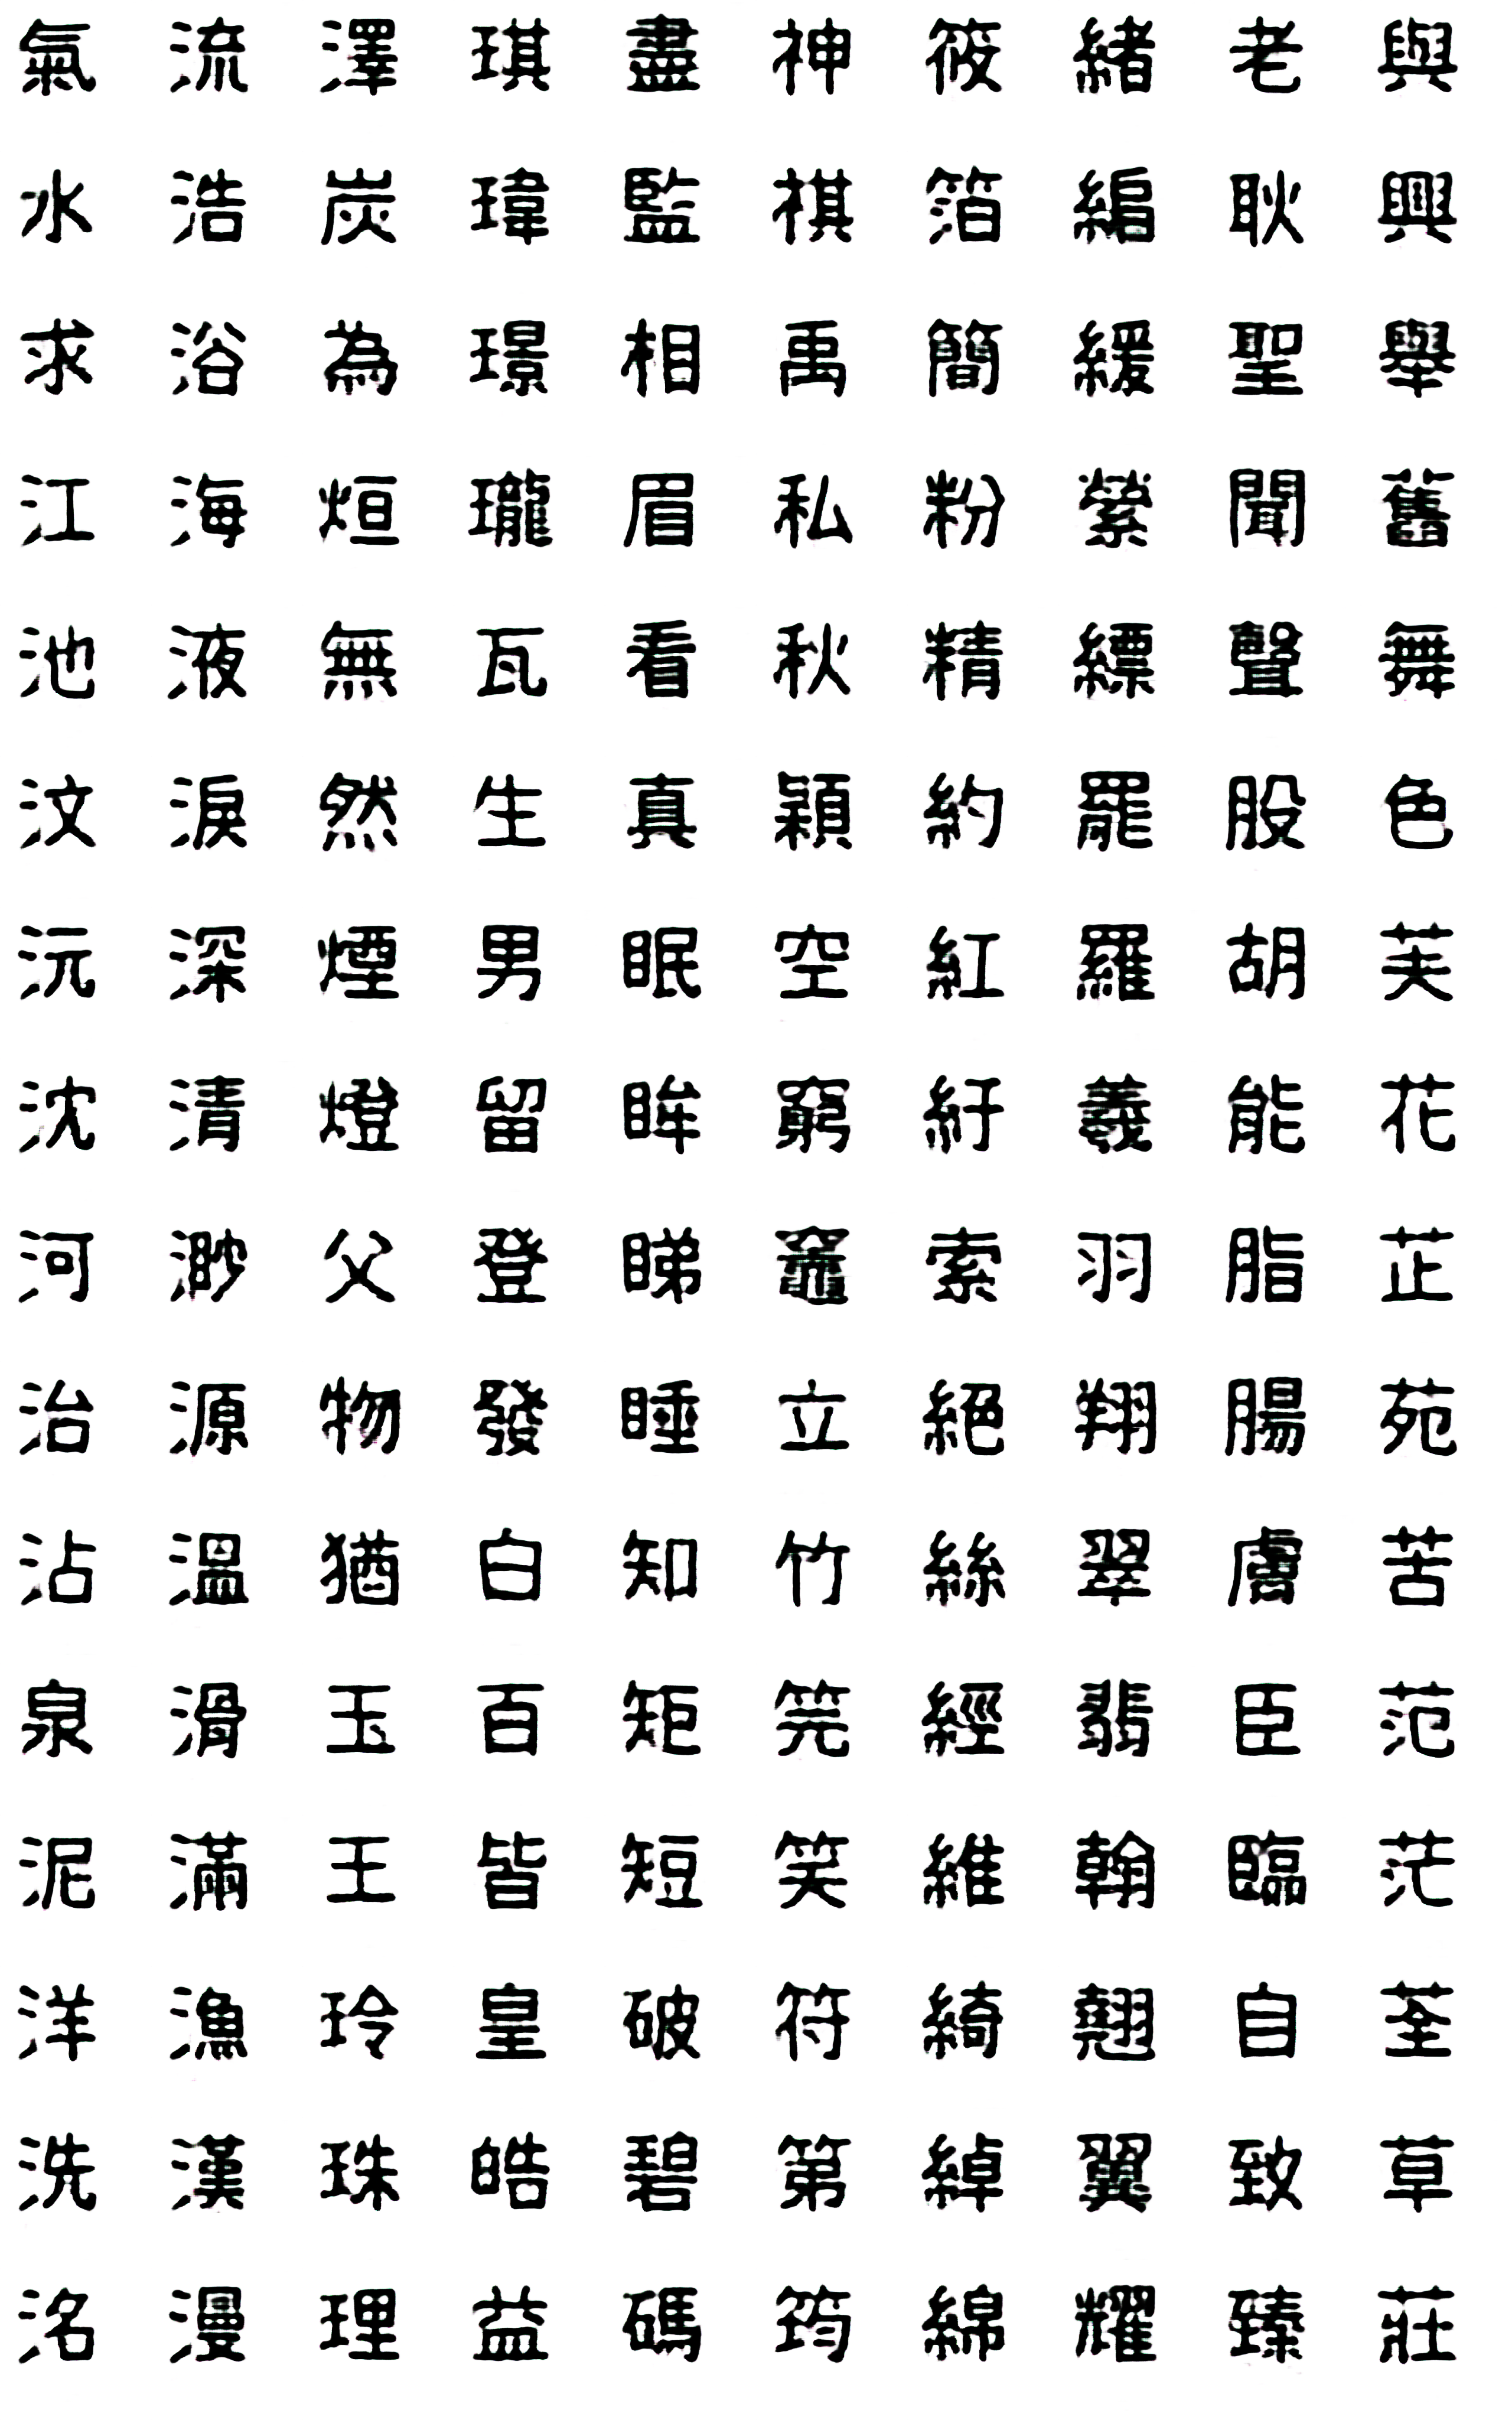 氣流澤琪盡神筱緒老與
水浩炭瑋監祺箔編耿興
求浴為璟相禹簡緩聖舉
江海烜瓏眉私粉縈聞舊
池液無瓦看秋精縹聲舞
汶淚然生真穎約罷股色
沅深煙男眠空紅羅胡芙
沈清燈留眸窮紆羲能花
河渺父登睇竈索羽脂芷
治源物發睡立絕翔腸苑
沾溫猶白知竹絲翠膚苦
泉滑玉百矩筦經翡臣范
泥滿王皆短笑維翰臨茫
洋漁玲皇破符綺翹自荃
洗漢珠皓碧第綽翼致草
洺漫理益碼筠綿耀臻莊